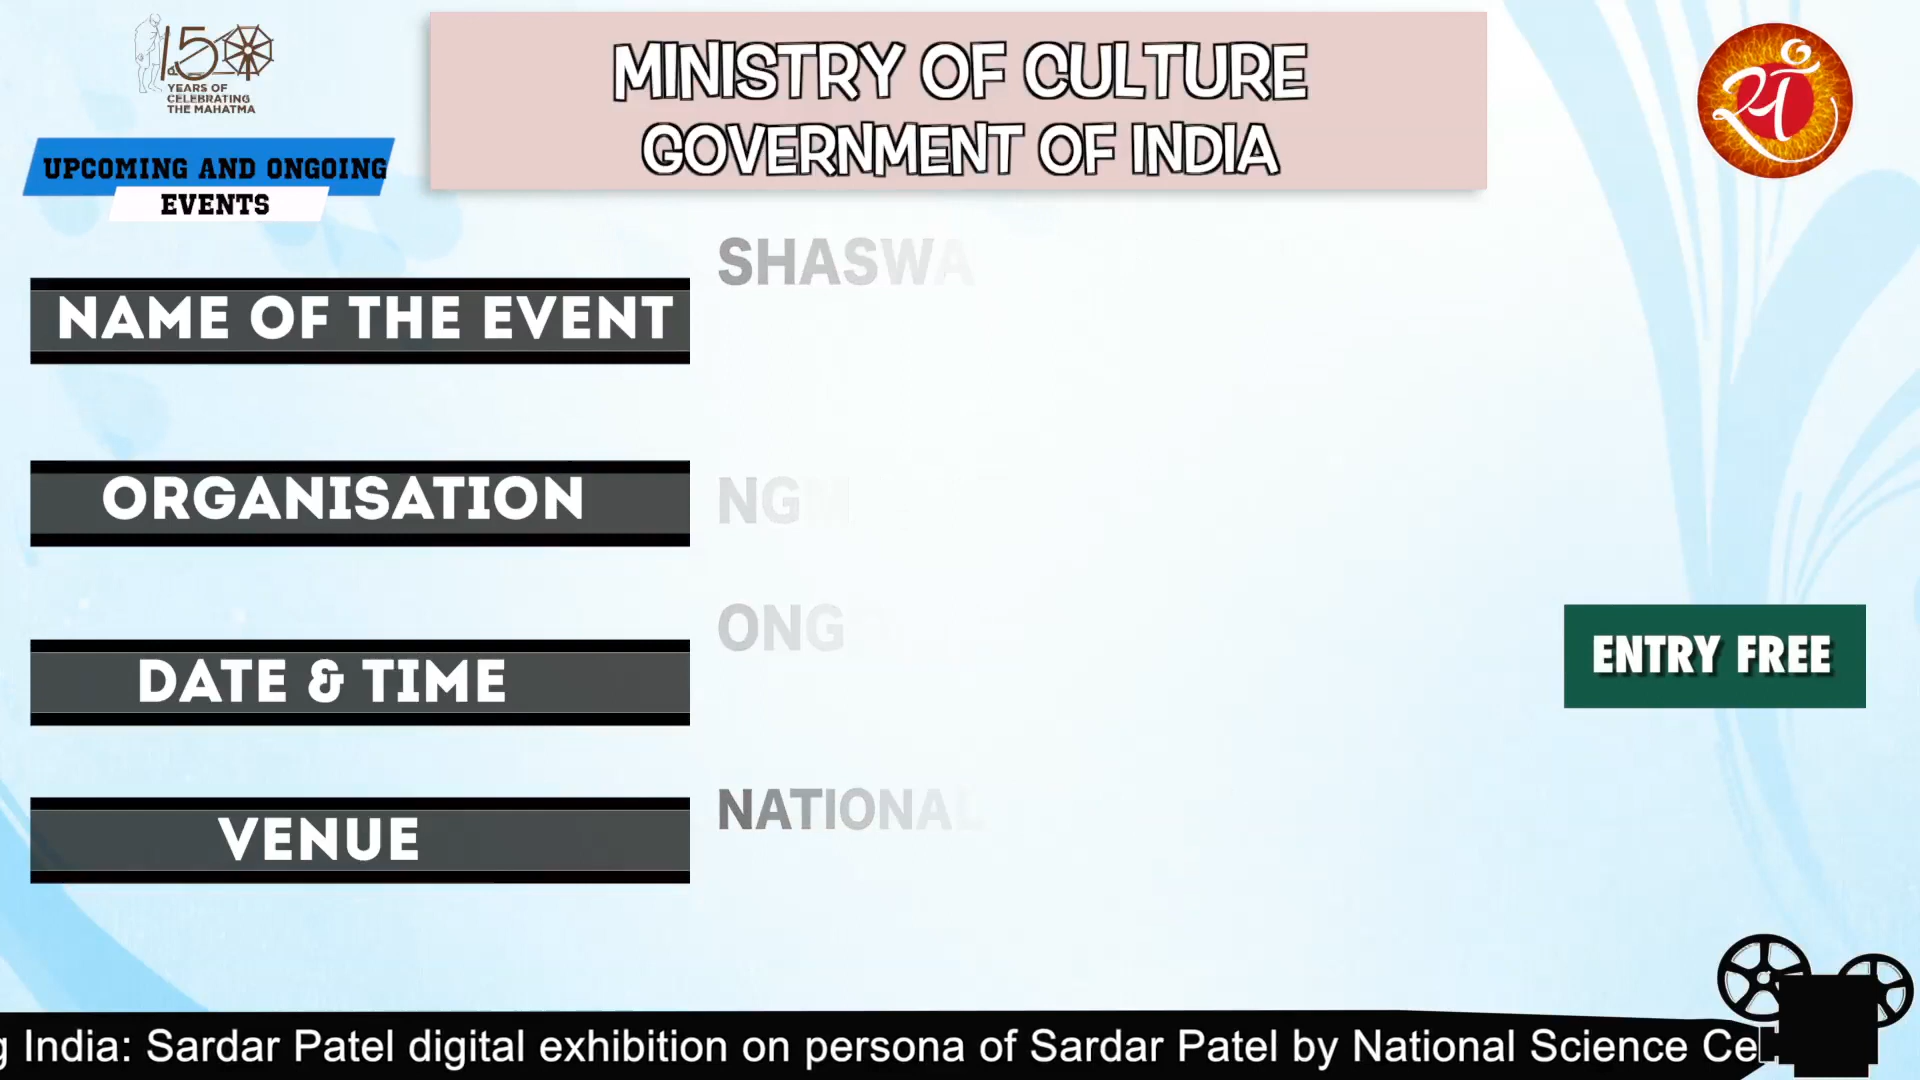 150
YEARS OF
CELEBRATING
THE MAHATMA
MINISTRY OF CULTURE
GOVERNMENT OF INDIA
सं
UPCOMING AND ONGOING
EVENTS
NAME OF THE EVENT
SHASWA
ORGANISATION
NGM
DATE & TIME
ONG
ENTRY FREE
VENUE
NATIONAL
g India: Sardar Patel digital exhibition on persona of Sardar Patel by National Science Ce